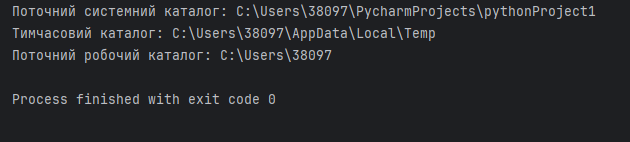 Поточний системний каталог: C:\Users\38097\PycharmProjects\pythonProject1
Тимчасовий каталог: C:\Users\38097\AppData\Local\Temp
Поточний робочий каталог: C:\Users\38097
Process finished with exit code 0